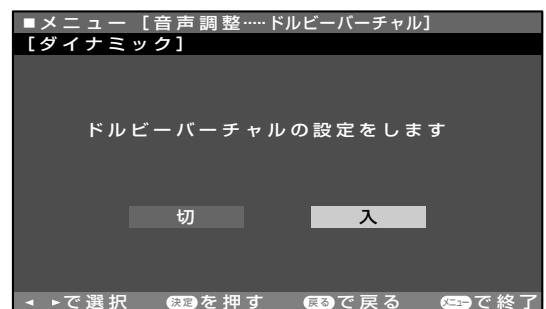 ■メニュー [音声調整……ドルビーバーチャル]
[ダイナミック]
ドルビーバーチャルの設定をします
切 入
◄ ►で選択 決定を押す 戻るで戻る メニューで終了